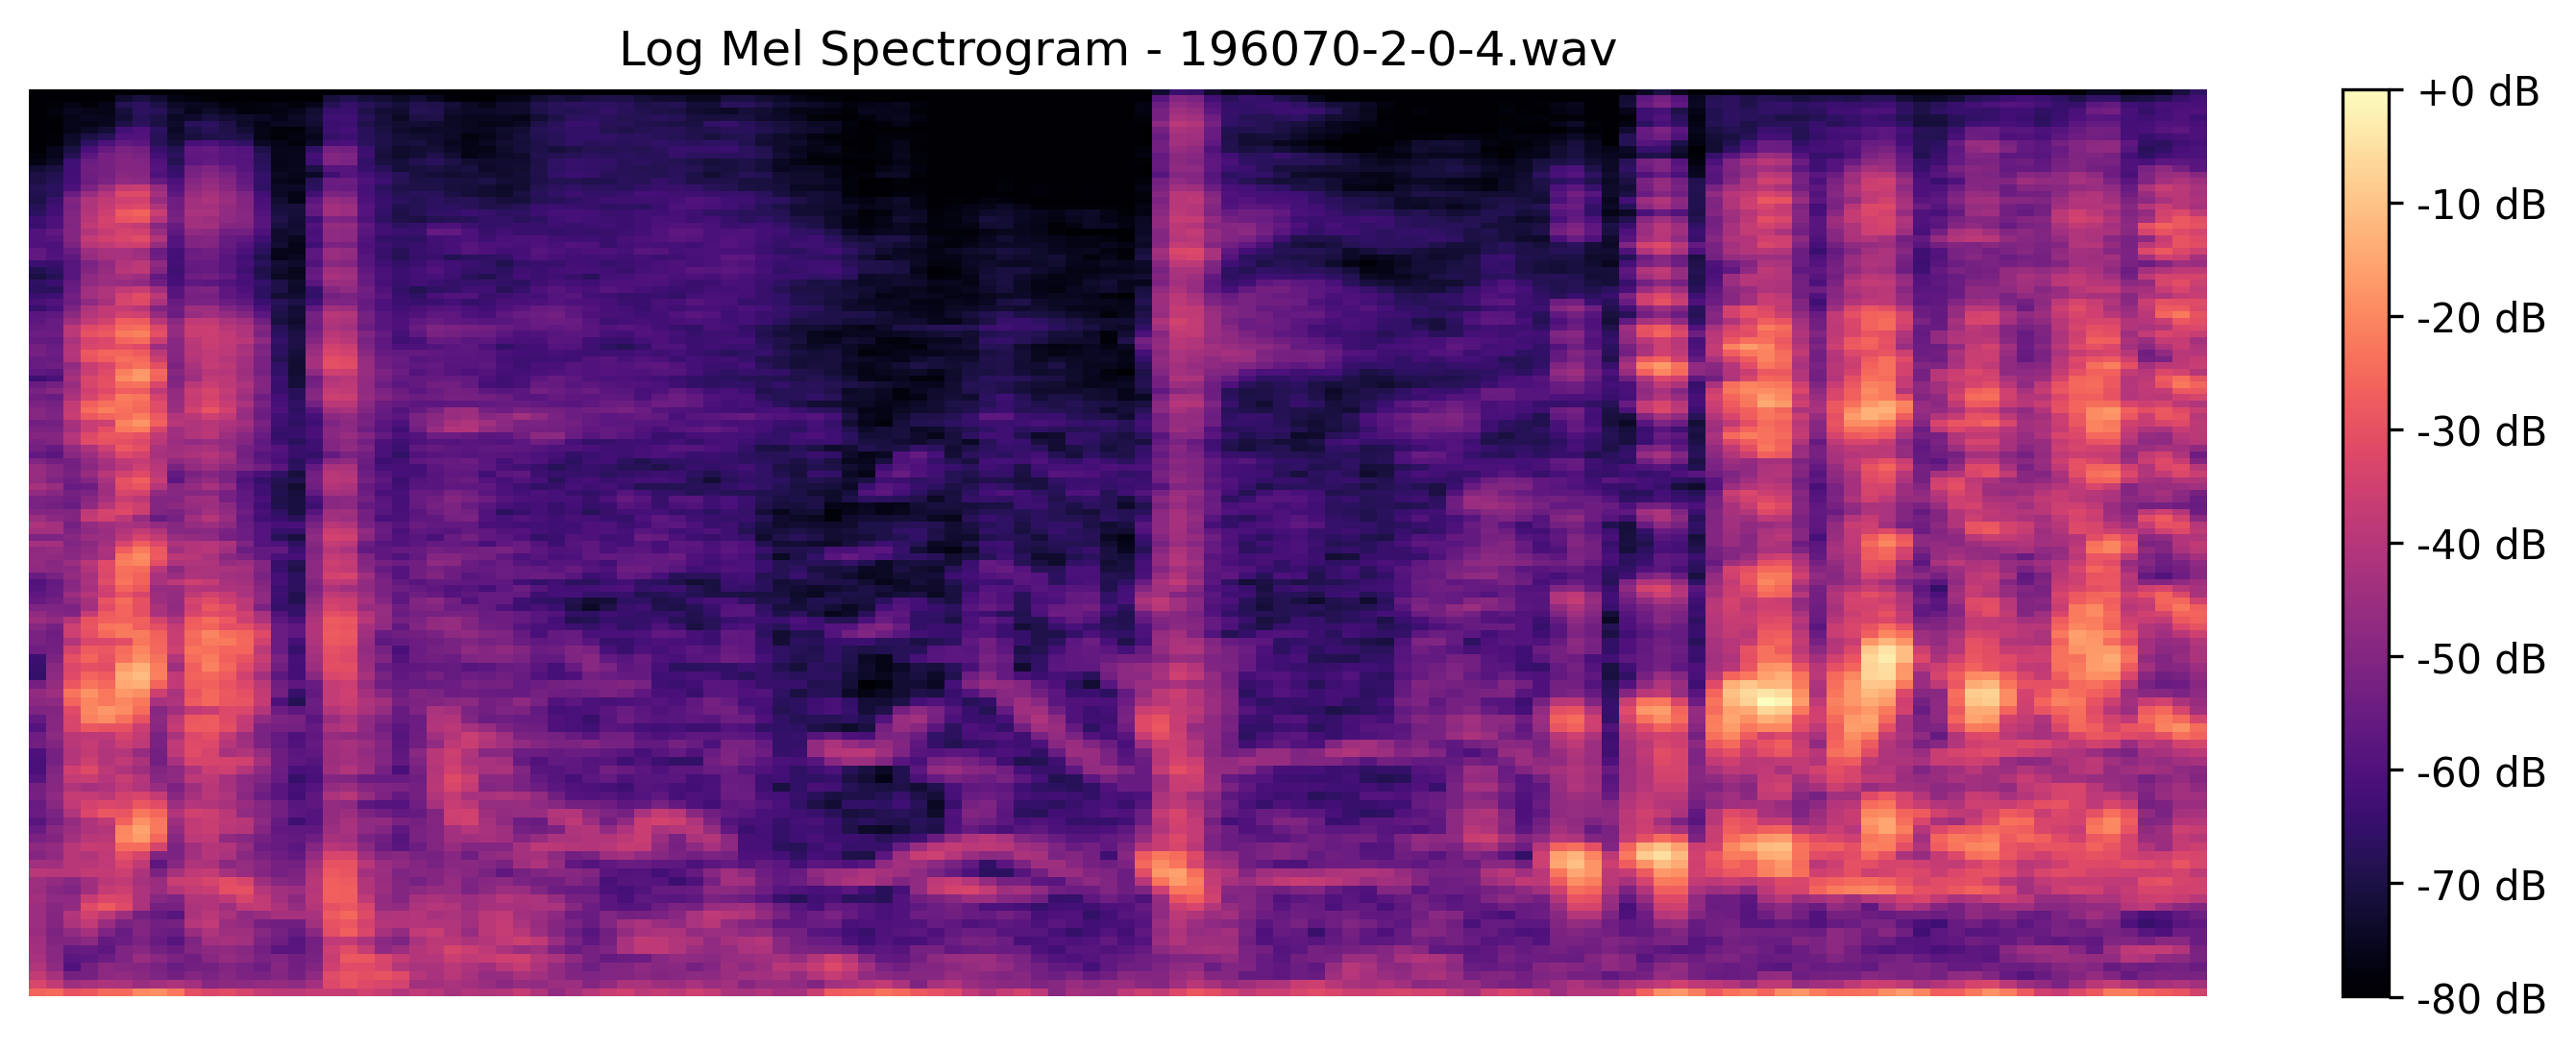 Log Mel Spectrogram - 196070-2-0-4.wav
+0 dB
-10 dB
-20 dB
-30 dB
-40 dB
-50 dB
-60 dB
-70 dB
-80 dB